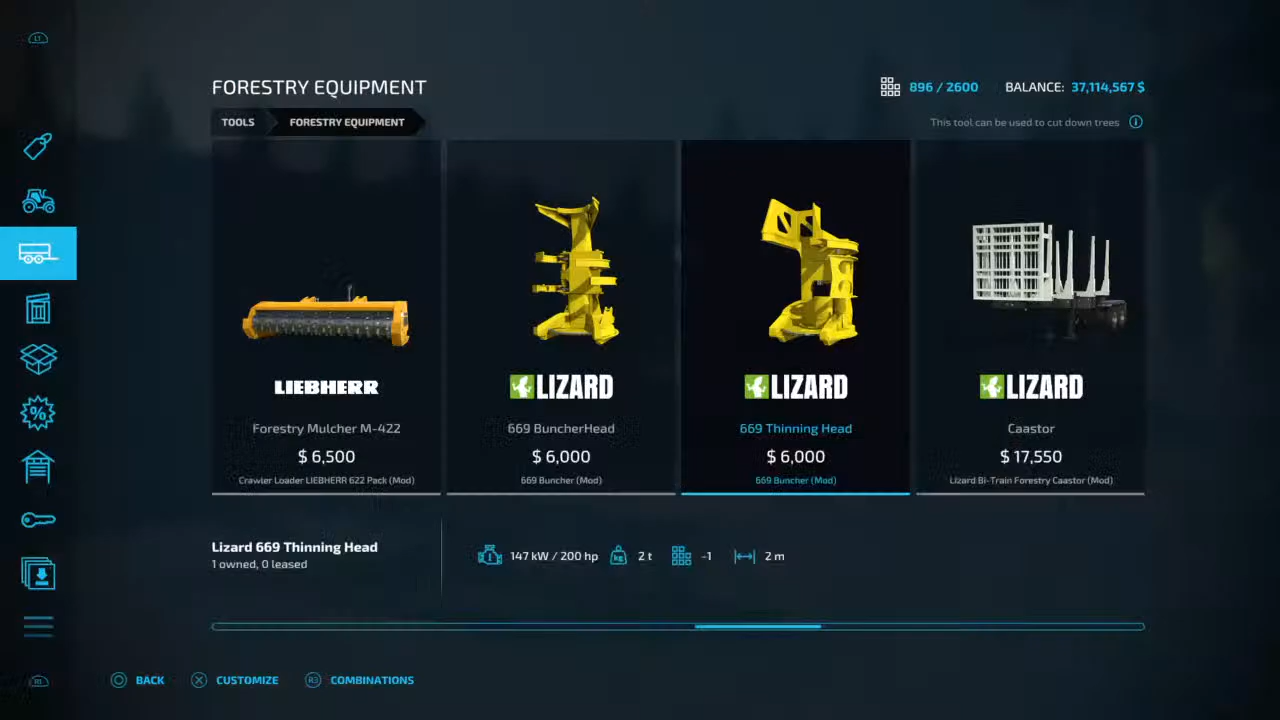 L1
FORESTRY EQUIPMENT
896 / 2600
BALANCE: 37,114,567 $
TOOLS
FORESTRY EQUIPMENT
This tool can be used to cut down trees
LIEBHERR
Forestry Mulcher M-422
$ 6,500
Crawler Loader LIEBHERR 622 Pack (Mod)
LIZARD
669 BuncherHead
$ 6,000
669 Buncher (Mod)
LIZARD
669 Thinning Head
$ 6,000
669 Buncher (Mod)
LIZARD
Caastor
$ 17,550
Lizard Bi-Train Forestry Caastor (Mod)
Lizard 669 Thinning Head
1 owned, 0 leased
147 kW / 200 hp
kg
2 t
-1
2 m
R1
BACK
CUSTOMIZE
R3
COMBINATIONS